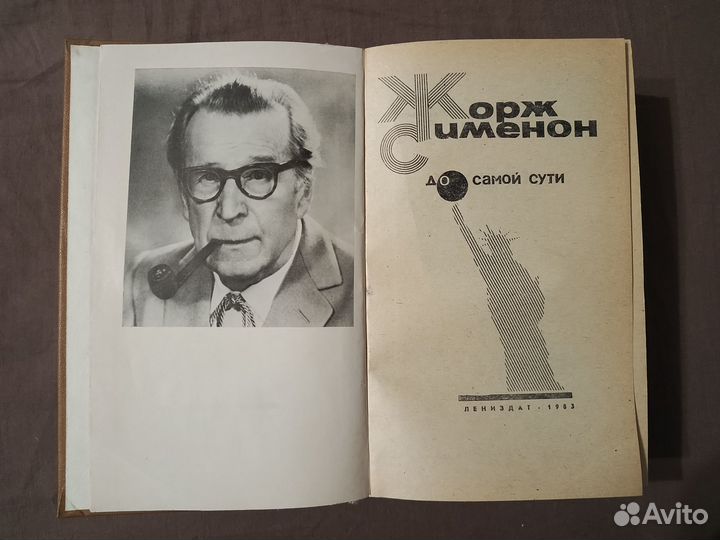 Жорж
Сименон
до самой сути
ЛЕНИЗДАТ · 1983
Avito